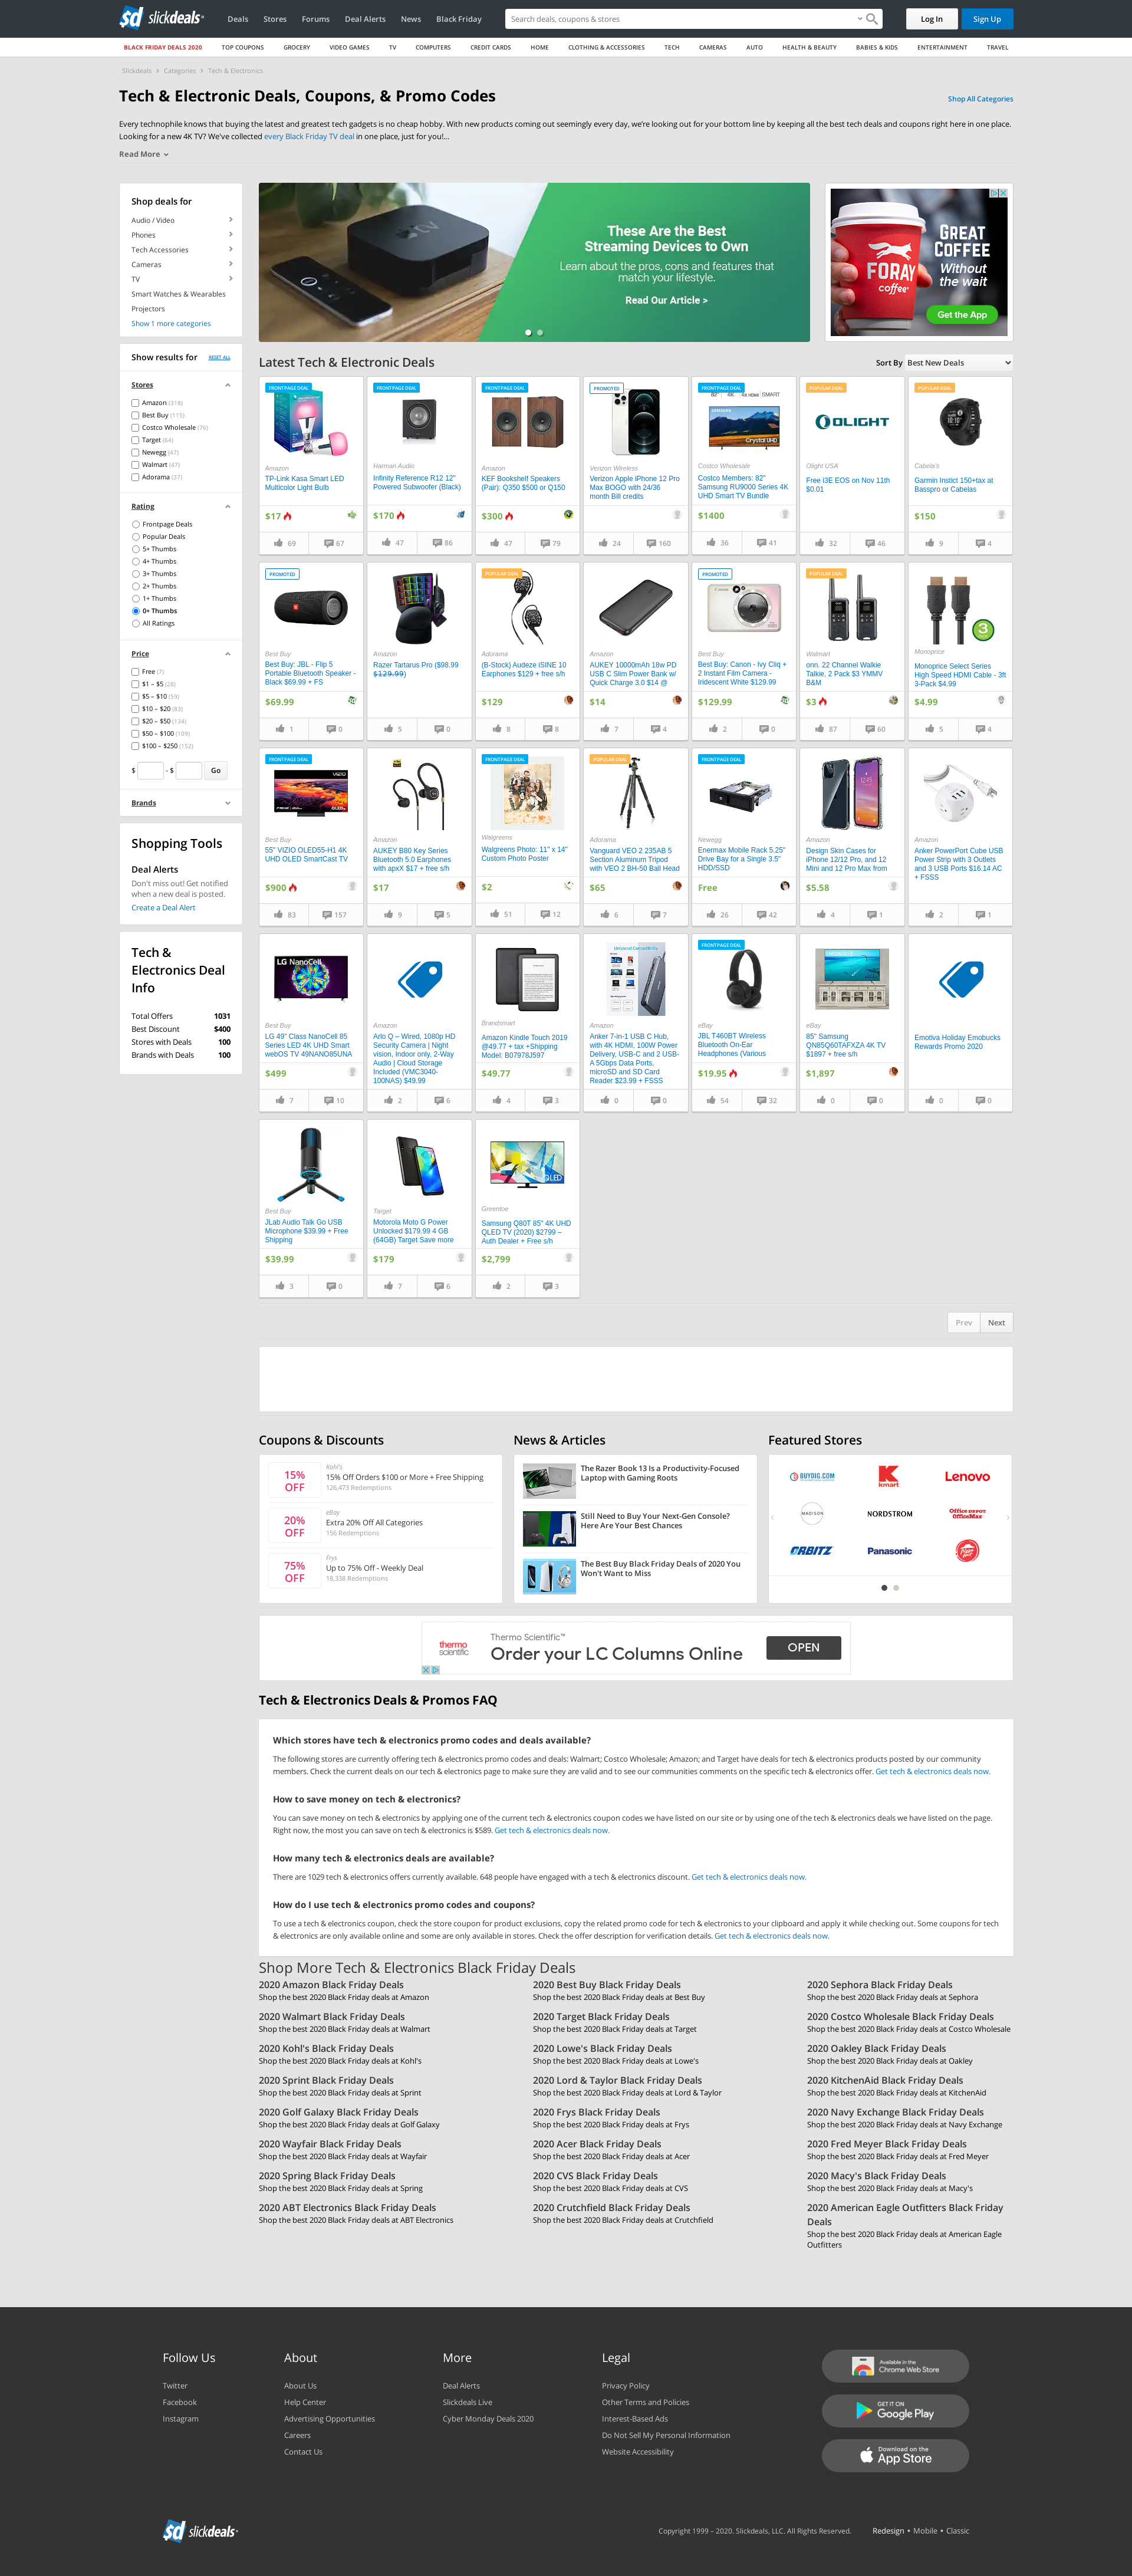 sd slickdeals
Deals
Stores
Forums
Deal Alerts
News
Black Friday
Search deals, coupons & stores
Log In
Sign Up
BLACK FRIDAY DEALS 2020
TOP COUPONS
GROCERY
VIDEO GAMES
TV
COMPUTERS
CREDIT CARDS
HOME
CLOTHING & ACCESSORIES
TECH
CAMERAS
AUTO
HEALTH & BEAUTY
BABIES & KIDS
ENTERTAINMENT
TRAVEL
Slickdeals › Categories › Tech & Electronics
Tech & Electronic Deals, Coupons, & Promo Codes
Shop All Categories
Every technophile knows that buying the latest and greatest tech gadgets is no cheap hobby. With new products coming out seemingly every day, we're looking out for your bottom line by keeping all the best tech deals and coupons right here in one place.
Looking for a new 4K TV? We've collected every Black Friday TV deal in one place, just for you!...
Read More
Shop deals for
Audio / Video
Phones
Tech Accessories
Cameras
TV
Smart Watches & Wearables
Projectors
Show 1 more categories
Show results for
RESET ALL
Stores
Amazon (318)
Best Buy (115)
Costco Wholesale (76)
Target (64)
Newegg (47)
Walmart (47)
Adorama (37)
Rating
Frontpage Deals
Popular Deals
5+ Thumbs
4+ Thumbs
3+ Thumbs
2+ Thumbs
1+ Thumbs
0+ Thumbs
All Ratings
Price
Free (7)
$1 – $5 (28)
$5 – $10 (59)
$10 – $20 (83)
$20 – $50 (134)
$50 – $100 (109)
$100 – $250 (152)
$ - $ Go
Brands
Shopping Tools
Deal Alerts
Don't miss out! Get notified
when a new deal is posted.
Create a Deal Alert
Tech &
Electronics Deal
Info
Total Offers 1031
Best Discount $400
Stores with Deals 100
Brands with Deals 100
tv
These Are the Best
Streaming Devices to Own
Learn about the pros, cons and features that
match your lifestyle.
Read Our Article >
FORAY
coffee
GREAT
COFFEE
Without
the wait
Get the App
Latest Tech & Electronic Deals
Sort By Best New Deals
FRONTPAGE DEAL
Amazon
TP-Link Kasa Smart LED
Multicolor Light Bulb
$17
69
67
FRONTPAGE DEAL
Harman Audio
Infinity Reference R12 12"
Powered Subwoofer (Black)
$170
47
86
FRONTPAGE DEAL
Amazon
KEF Bookshelf Speakers
(Pair): Q350 $500 or Q150
$300
47
79
PROMOTED
Verizon Wireless
Verizon Apple iPhone 12 Pro
Max BOGO with 24/36
month Bill credits
24
160
FRONTPAGE DEAL
82" 4K 4X HDMI SMART
SAMSUNG
Crystal UHD
Costco Wholesale
Costco Members: 82"
Samsung RU9000 Series 4K
UHD Smart TV Bundle
$1400
36
41
POPULAR DEAL
OLIGHT
Olight USA
Free i3E EOS on Nov 11th
$0.01
32
46
POPULAR DEAL
Cabela's
Garmin Instict 150+tax at
Basspro or Cabelas
$150
9
4
PROMOTED
Best Buy
Best Buy: JBL - Flip 5
Portable Bluetooth Speaker -
Black $69.99 + FS
$69.99
1
0
Amazon
Razer Tartarus Pro ($98.99
$129.99)
5
0
POPULAR DEAL
Adorama
(B-Stock) Audeze iSINE 10
Earphones $129 + free s/h
$129
8
8
Amazon
AUKEY 10000mAh 18w PD
USB C Slim Power Bank w/
Quick Charge 3.0 $14 @
$14
7
4
PROMOTED
Canon
Best Buy
Best Buy: Canon - Ivy Cliq +
2 Instant Film Camera -
Iridescent White $129.99
$129.99
2
0
POPULAR DEAL
Walmart
onn. 22 Channel Walkie
Talkie, 2 Pack $3 YMMV
B&M
$3
87
60
3
Monoprice
Monoprice Select Series
High Speed HDMI Cable - 3ft
3-Pack $4.99
$4.99
5
4
FRONTPAGE DEAL
VIZIO
Best Buy
55" VIZIO OLED55-H1 4K
UHD OLED SmartCast TV
$900
83
157
Amazon
AUKEY B80 Key Series
Bluetooth 5.0 Earphones
with apxX $17 + free s/h
$17
9
5
FRONTPAGE DEAL
Walgreens
Walgreens Photo: 11" x 14"
Custom Photo Poster
$2
51
12
POPULAR DEAL
Adorama
Vanguard VEO 2 235AB 5
Section Aluminum Tripod
with VEO 2 BH-50 Ball Head
$65
6
7
FRONTPAGE DEAL
Newegg
Enermax Mobile Rack 5.25"
Drive Bay for a Single 3.5"
HDD/SSD
Free
26
42
Amazon
Design Skin Cases for
iPhone 12/12 Pro, and 12
Mini and 12 Pro Max from
$5.58
4
1
Amazon
Anker PowerPort Cube USB
Power Strip with 3 Outlets
and 3 USB Ports $16.14 AC
+ FSSS
2
1
LG NanoCell
Best Buy
LG 49" Class NanoCell 85
Series LED 4K UHD Smart
webOS TV 49NANO85UNA
$499
7
10
Amazon
Arlo Q – Wired, 1080p HD
Security Camera | Night
vision, Indoor only, 2-Way
Audio | Cloud Storage
Included (VMC3040-
100NAS) $49.99
2
6
Brandsmart
Amazon Kindle Touch 2019
@49.77 + tax +Shipping
Model: B07978J597
$49.77
4
3
Universal Compatibility
Amazon
Anker 7-in-1 USB C Hub,
with 4K HDMI, 100W Power
Delivery, USB-C and 2 USB-
A 5Gbps Data Ports,
microSD and SD Card
Reader $23.99 + FSSS
0
0
FRONTPAGE DEAL
eBay
JBL T460BT Wireless
Bluetooth On-Ear
Headphones (Various
$19.95
54
32
eBay
85" Samsung
QN85Q60TAFXZA 4K TV
$1897 + free s/h
$1,897
0
0
Emotiva Holiday Emobucks
Rewards Promo 2020
0
0
Best Buy
JLab Audio Talk Go USB
Microphone $39.99 + Free
Shipping
$39.99
3
0
Target
Motorola Moto G Power
Unlocked $179.99 4 GB
(64GB) Target Save more
$179
7
6
QLED
Greentoe
Samsung Q80T 85" 4K UHD
QLED TV (2020) $2799 –
Auth Dealer + Free s/h
$2,799
2
3
Prev
Next
Coupons & Discounts
15%
OFF
Kohl's
15% Off Orders $100 or More + Free Shipping
126,473 Redemptions
20%
OFF
eBay
Extra 20% Off All Categories
156 Redemptions
75%
OFF
Frys
Up to 75% Off - Weekly Deal
18,338 Redemptions
News & Articles
The Razer Book 13 Is a Productivity-Focused
Laptop with Gaming Roots
Still Need to Buy Your Next-Gen Console?
Here Are Your Best Chances
The Best Buy Black Friday Deals of 2020 You
Won't Want to Miss
Featured Stores
BUYDIG.COM
kmart
Lenovo
MADISON
NORDSTROM
Office DEPOT
OfficeMax
ORBITZ
Panasonic
thermo
scientific
Thermo Scientific™
Order your LC Columns Online
OPEN
Tech & Electronics Deals & Promos FAQ
Which stores have tech & electronics promo codes and deals available?
The following stores are currently offering tech & electronics promo codes and deals: Walmart; Costco Wholesale; Amazon; and Target have deals for tech & electronics products posted by our community
members. Check the current deals on our tech & electronics page to make sure they are valid and to see our communities comments on the specific tech & electronics offer. Get tech & electronics deals now.
How to save money on tech & electronics?
You can save money on tech & electronics by applying one of the current tech & electronics coupon codes we have listed on our site or by using one of the tech & electronics deals we have listed on the page.
Right now, the most you can save on tech & electronics is $589. Get tech & electronics deals now.
How many tech & electronics deals are available?
There are 1029 tech & electronics offers currently available. 648 people have engaged with a tech & electronics discount. Get tech & electronics deals now.
How do I use tech & electronics promo codes and coupons?
To use a tech & electronics coupon, check the store coupon for product exclusions, copy the related promo code for tech & electronics to your clipboard and apply it while checking out. Some coupons for tech
& electronics are only available online and some are only available in stores. Check the offer description for verification details. Get tech & electronics deals now.
Shop More Tech & Electronics Black Friday Deals
2020 Amazon Black Friday Deals
Shop the best 2020 Black Friday deals at Amazon
2020 Best Buy Black Friday Deals
Shop the best 2020 Black Friday deals at Best Buy
2020 Sephora Black Friday Deals
Shop the best 2020 Black Friday deals at Sephora
2020 Walmart Black Friday Deals
Shop the best 2020 Black Friday deals at Walmart
2020 Target Black Friday Deals
Shop the best 2020 Black Friday deals at Target
2020 Costco Wholesale Black Friday Deals
Shop the best 2020 Black Friday deals at Costco Wholesale
2020 Kohl's Black Friday Deals
Shop the best 2020 Black Friday deals at Kohl's
2020 Lowe's Black Friday Deals
Shop the best 2020 Black Friday deals at Lowe's
2020 Oakley Black Friday Deals
Shop the best 2020 Black Friday deals at Oakley
2020 Sprint Black Friday Deals
Shop the best 2020 Black Friday deals at Sprint
2020 Lord & Taylor Black Friday Deals
Shop the best 2020 Black Friday deals at Lord & Taylor
2020 KitchenAid Black Friday Deals
Shop the best 2020 Black Friday deals at KitchenAid
2020 Golf Galaxy Black Friday Deals
Shop the best 2020 Black Friday deals at Golf Galaxy
2020 Frys Black Friday Deals
Shop the best 2020 Black Friday deals at Frys
2020 Navy Exchange Black Friday Deals
Shop the best 2020 Black Friday deals at Navy Exchange
2020 Wayfair Black Friday Deals
Shop the best 2020 Black Friday deals at Wayfair
2020 Acer Black Friday Deals
Shop the best 2020 Black Friday deals at Acer
2020 Fred Meyer Black Friday Deals
Shop the best 2020 Black Friday deals at Fred Meyer
2020 Spring Black Friday Deals
Shop the best 2020 Black Friday deals at Spring
2020 CVS Black Friday Deals
Shop the best 2020 Black Friday deals at CVS
2020 Macy's Black Friday Deals
Shop the best 2020 Black Friday deals at Macy's
2020 ABT Electronics Black Friday Deals
Shop the best 2020 Black Friday deals at ABT Electronics
2020 Crutchfield Black Friday Deals
Shop the best 2020 Black Friday deals at Crutchfield
2020 American Eagle Outfitters Black Friday
Deals
Shop the best 2020 Black Friday deals at American Eagle
Outfitters
Follow Us
Twitter
Facebook
Instagram
About
About Us
Help Center
Advertising Opportunities
Careers
Contact Us
More
Deal Alerts
Slickdeals Live
Cyber Monday Deals 2020
Legal
Privacy Policy
Other Terms and Policies
Interest-Based Ads
Do Not Sell My Personal Information
Website Accessibility
Available in the
Chrome Web Store
GET IT ON
Google Play
Download on the
App Store
sd slickdeals
Copyright 1999 – 2020. Slickdeals, LLC. All Rights Reserved.
Redesign • Mobile • Classic